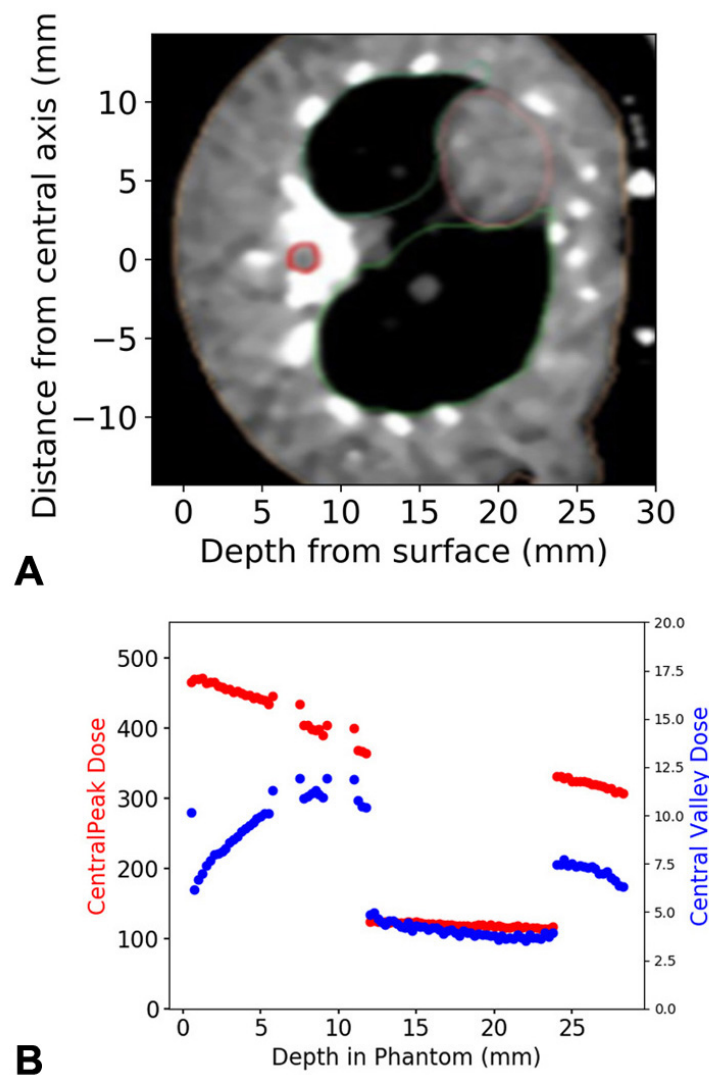 Distance from central axis (mm
10
5
0
−5
−10
0 5 10 15 20 25 30
Depth from surface (mm)
A
CentralPeak Dose
500
400
300
200
100
0
20.0
17.5
15.0
12.5
10.0
7.5
5.0
2.5
0.0
Central Valley Dose
0 5 10 15 20 25
Depth in Phantom (mm)
B